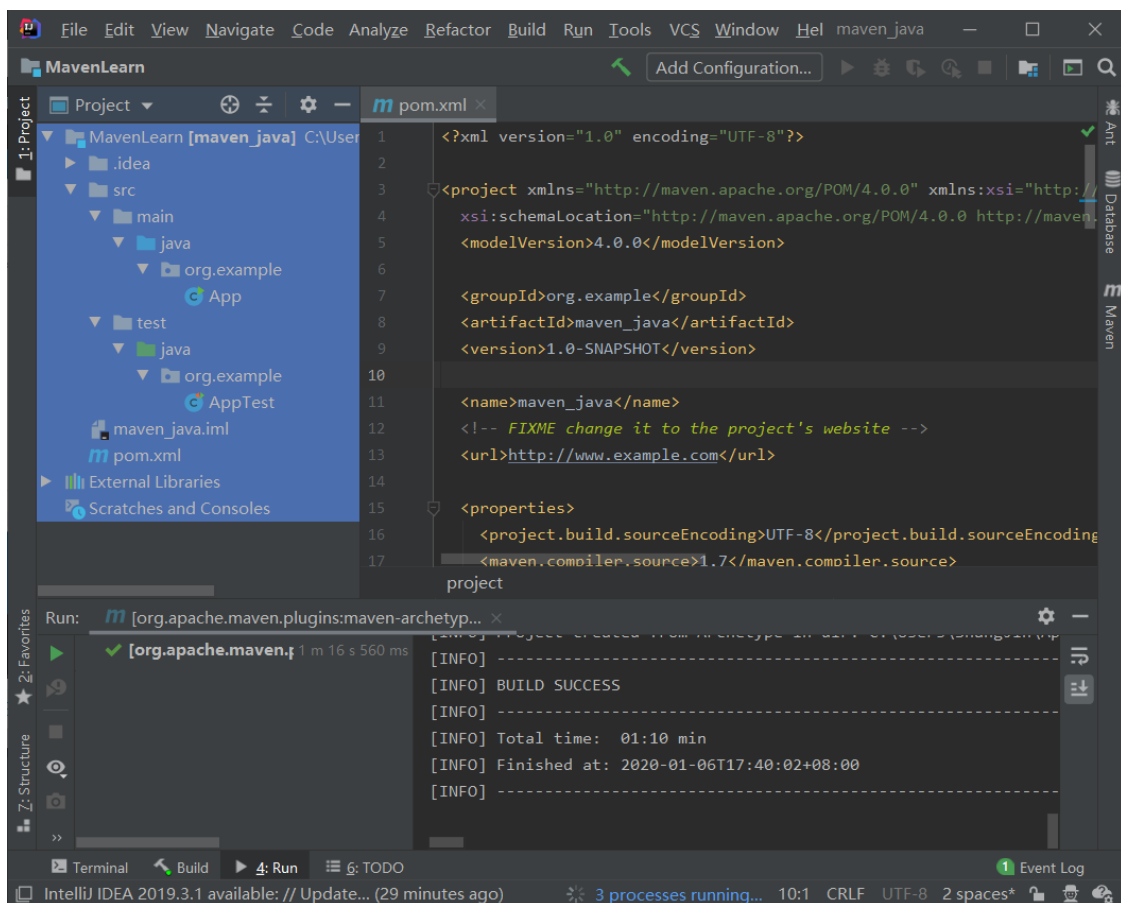 File Edit View Navigate Code Analyze Refactor Build Run Tools VCS Window Hel maven_java
MavenLearn
Add Configuration...
1: Project
Project
MavenLearn [maven_java] C:\User
.idea
src
main
java
org.example
App
test
java
org.example
AppTest
maven_java.iml
pom.xml
External Libraries
Scratches and Consoles
pom.xml
1 <?xml version="1.0" encoding="UTF-8"?>
2
3 <project xmlns="http://maven.apache.org/POM/4.0.0" xmlns:xsi="http://
4 xsi:schemaLocation="http://maven.apache.org/POM/4.0.0 http://maven.
5 <modelVersion>4.0.0</modelVersion>
6
7 <groupId>org.example</groupId>
8 <artifactId>maven_java</artifactId>
9 <version>1.0-SNAPSHOT</version>
10
11 <name>maven_java</name>
12 <!-- FIXME change it to the project's website -->
13 <url>http://www.example.com</url>
14
15 <properties>
16 <project.build.sourceEncoding>UTF-8</project.build.sourceEncoding
17 <maven.compiler.source>1.7</maven.compiler.source>
project
Ant
Database
m Maven
2: Favorites
Z: Structure
Run: [org.apache.maven.plugins:maven-archetyp...
[org.apache.maven.p 1 m 16 s 560 ms
[INFO] Project created from Archetype in dir: C:\Users\
[INFO] ------------------------------------------------------------
[INFO] BUILD SUCCESS
[INFO] ------------------------------------------------------------
[INFO] Total time:  01:10 min
[INFO] Finished at: 2020-01-06T17:40:02+08:00
[INFO] ------------------------------------------------------------
Terminal Build 4: Run 6: TODO 1 Event Log
IntelliJ IDEA 2019.3.1 available: // Update... (29 minutes ago) 3 processes running... 10:1 CRLF UTF-8 2 spaces*